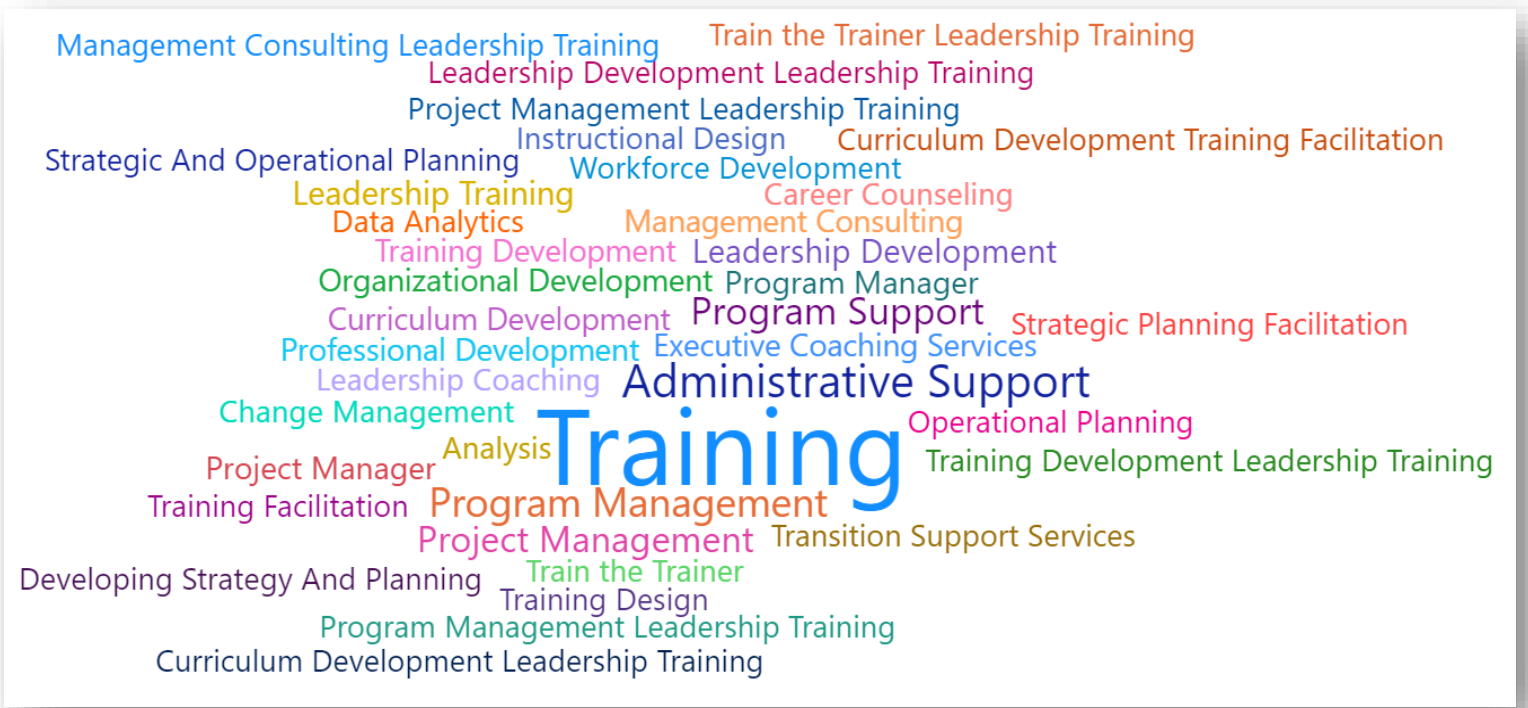 Management Consulting Leadership Training
Train the Trainer Leadership Training
Leadership Development Leadership Training
Project Management Leadership Training
Instructional Design
Curriculum Development Training Facilitation
Strategic And Operational Planning
Workforce Development
Leadership Training
Career Counseling
Data Analytics
Management Consulting
Training Development
Leadership Development
Organizational Development
Program Manager
Curriculum Development
Program Support
Strategic Planning Facilitation
Professional Development
Executive Coaching Services
Leadership Coaching
Administrative Support
Change Management
Training
Operational Planning
Analysis
Project Manager
Training Development Leadership Training
Training Facilitation
Program Management
Project Management
Transition Support Services
Developing Strategy And Planning
Train the Trainer
Training Design
Program Management Leadership Training
Curriculum Development Leadership Training